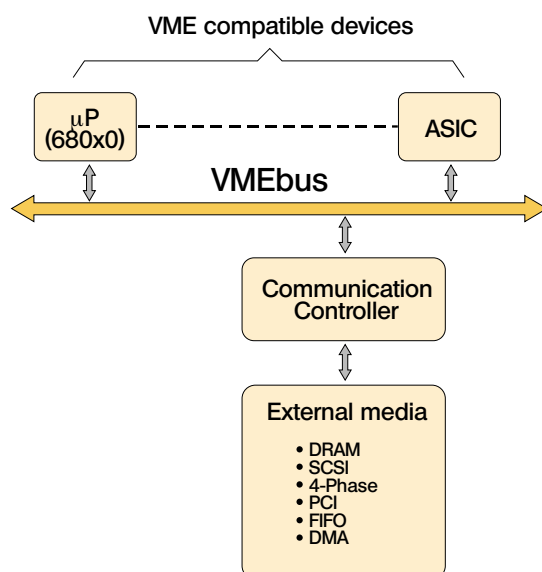 VME compatible devices
µP
(680x0)
ASIC
VMEbus
Communication
Controller
External media
• DRAM
• SCSI
• 4-Phase
• PCI
• FIFO
• DMA